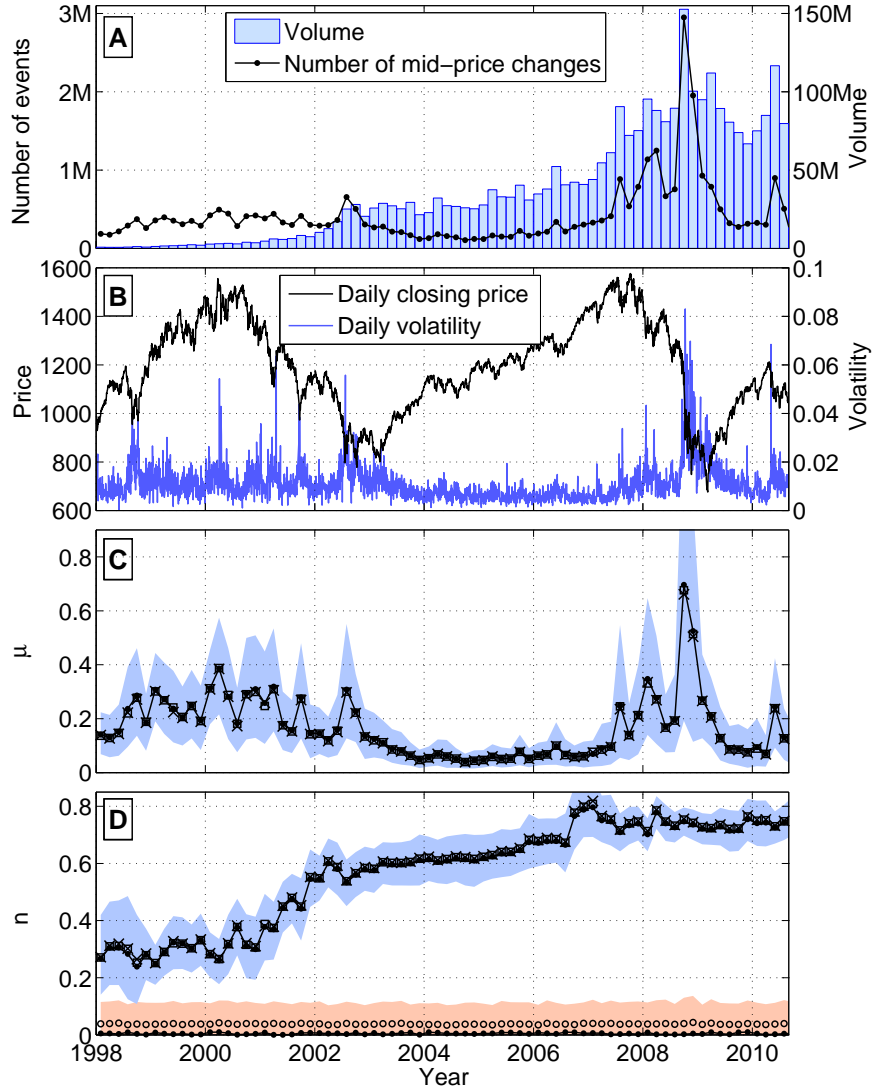 A
Volume
Number of mid-price changes
Number of events
3M
2M
1M
0
150M
100M
50M
0
Volume
B
Daily closing price
Daily volatility
Price
1600
1400
1200
1000
800
600
0.1
0.08
0.06
0.04
0.02
0
Volatility
C
μ
0.8
0.6
0.4
0.2
0
D
n
0.8
0.6
0.4
0.2
0
1998 2000 2002 2004 2006 2008 2010
Year